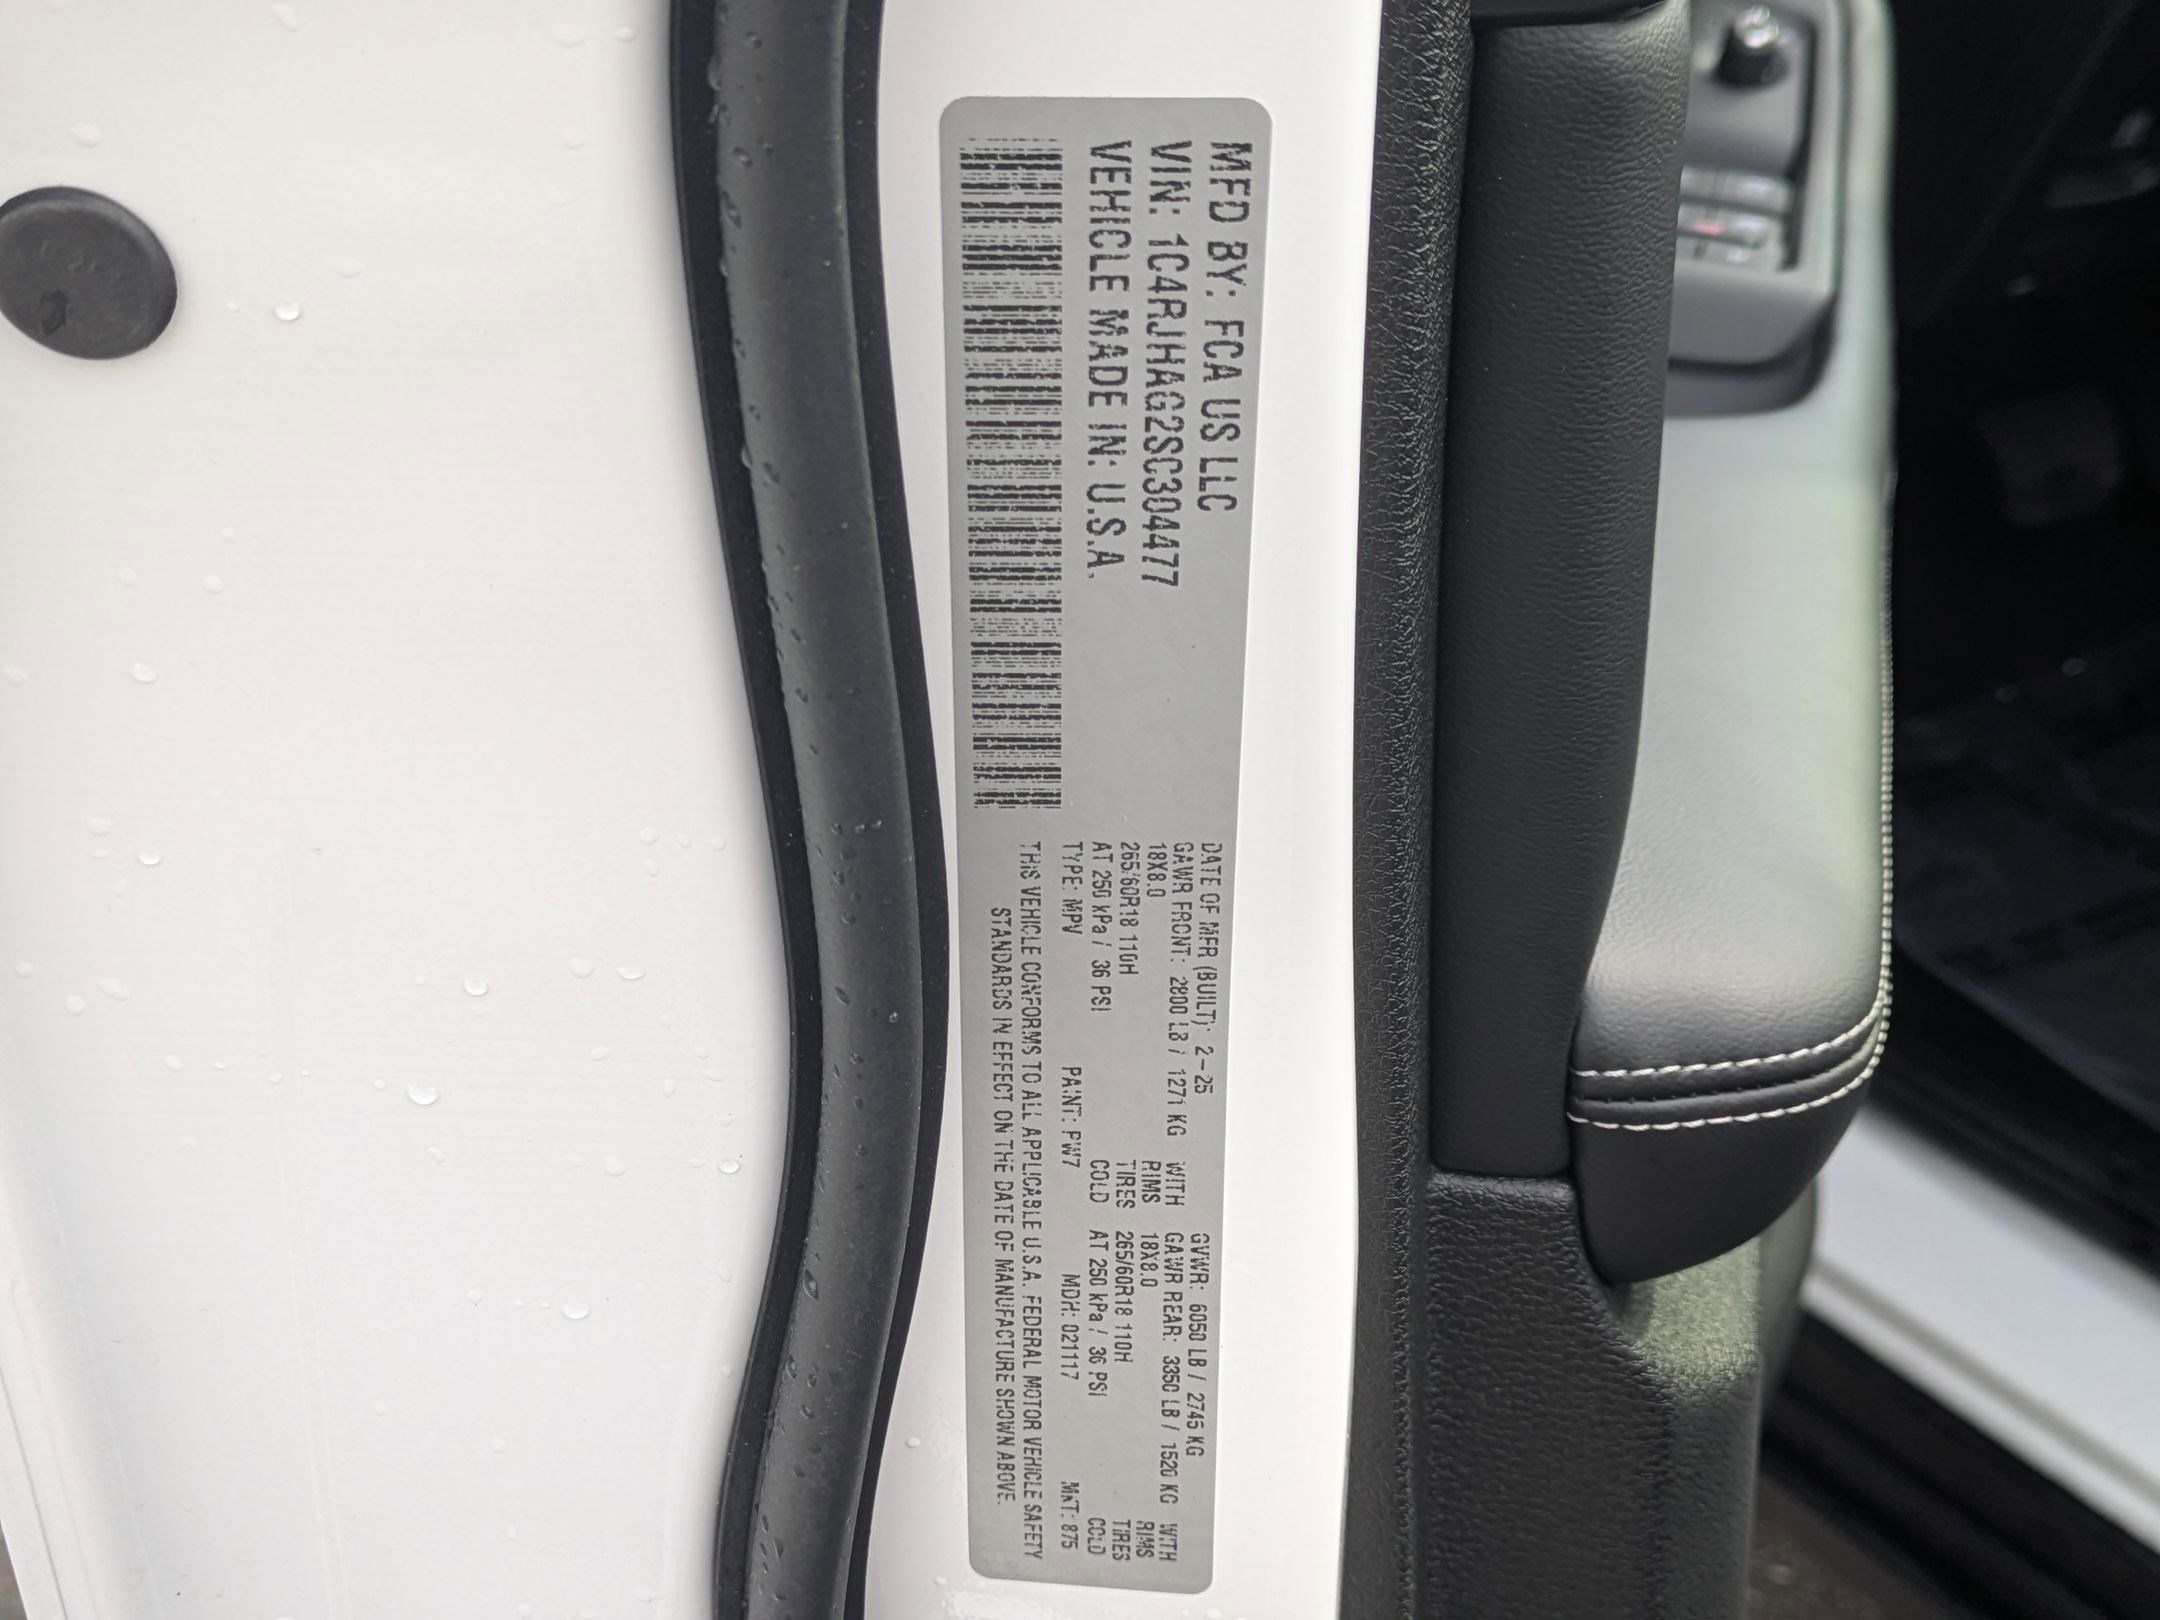 MFD BY: FCA US LLC
VIN: 1C4RJHAG2SC304477
VEHICLE MADE IN: U.S.A.
DATE OF MFR (BUILT): 2-25 GVWR: 6050 LB / 2745 KG
GAWR FRONT: 2800 LB / 1271 KG WITH GAWR REAR: 3350 LB / 1520 KG WITH
18X8.0 RIMS 18X8.0 RIMS
265/60R18 110H TIRES 265/60R18 110H TIRES
AT 250 kPa / 36 PSI COLD AT 250 kPa / 36 PSI COLD
TYPE: MPV PAINT: PW7 MDH: 021117 MKT: 875
THIS VEHICLE CONFORMS TO ALL APPLICABLE U.S.A. FEDERAL MOTOR VEHICLE SAFETY
STANDARDS IN EFFECT ON THE DATE OF MANUFACTURE SHOWN ABOVE.